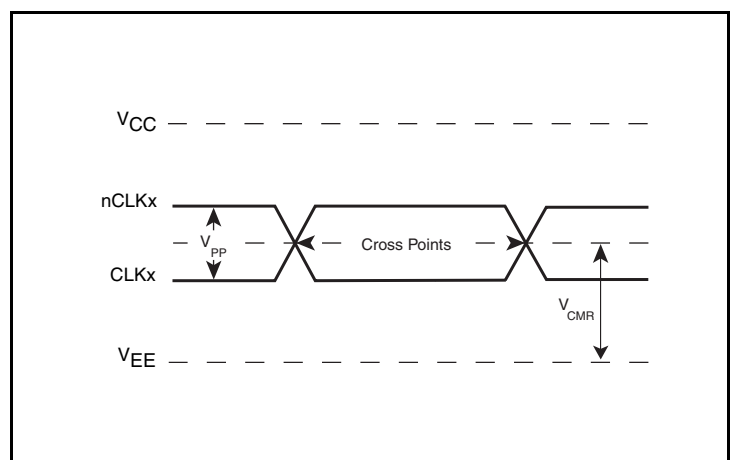 VCC
nCLKx
VPP
Cross Points
CLKx
VCMR
VEE